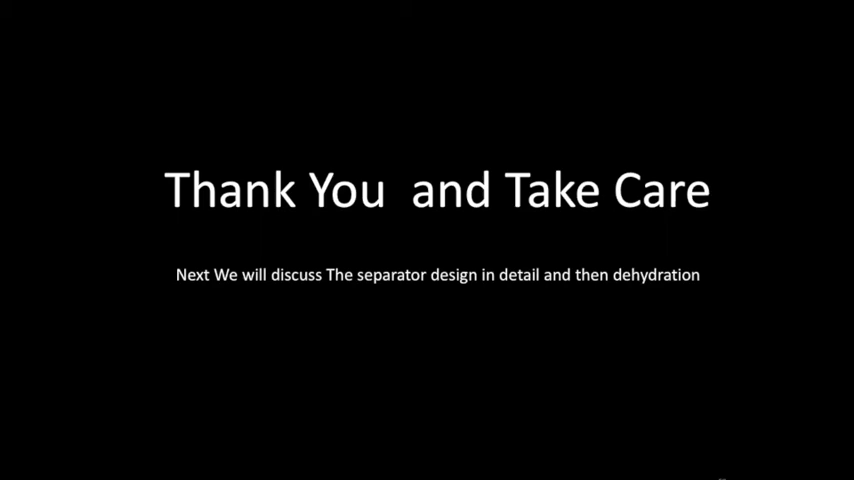 Thank You  and Take Care
Next We will discuss The separator design in detail and then dehydration